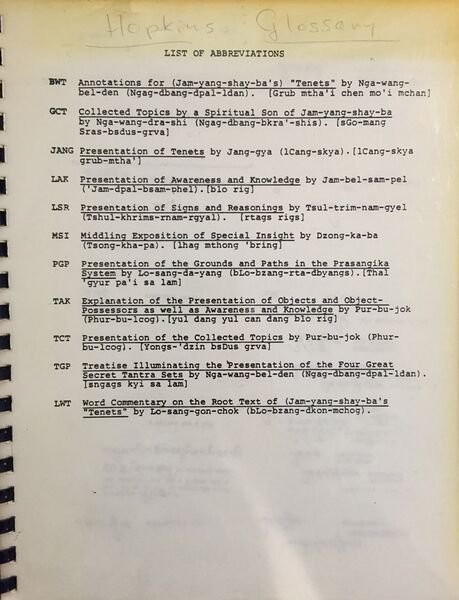 Hopkins Glossary
LIST OF ABBREVIATIONS
BWT Annotations for (Jam-yang-shay-ba's) "Tenets" by Nga-wang-
bel-den (Ngag-dbang-dpal-ldan). [Grub mtha'i chen mo'i mchan]
GCT Collected Topics by a Spiritual Son of Jam-yang-shay-ba
by Nga-wang-dra-shi (Ngag-dbang-bkra'-shis). [sGo-mang
Sras-bsdus-grva]
JANG Presentation of Tenets by Jang-gya (lCang-skya).[lCang-skya
grub-mtha']
LAK Presentation of Awareness and Knowledge by Jam-bel-sam-pel
('Jam-dpal-bsam-phel).[blo rig]
LSR Presentation of Signs and Reasonings by Tsul-trim-nam-gyel
(Tshul-khrims-rnam-rgyal). [rtags rigs]
MSI Middling Exposition of Special Insight by Dzong-ka-ba
(Tsong-kha-pa). [lhag mthong 'bring]
PGP Presentation of the Grounds and Paths in the Prasangika
System by Lo-sang-da-yang (bLo-bzang-rta-dbyangs).[Thal
'gyur pa'i sa lam]
TAK Explanation of the Presentation of Objects and Object-
Possessors as well as Awareness and Knowledge by Pur-bu-jok
(Phur-bu-lcog).[yul dang yul can dang blo rig]
TCT Presentation of the Collected Topics by Pur-bu-jok (Phur-
bu-lcog). [Yongs-'dzin bsDus grva]
TGP Treatise Illuminating the Presentation of the Four Great
Secret Tantra Sets by Nga-wang-bel-den (Ngag-dbang-dpal-ldan).
[sngags kyi sa lam]
LWT Word Commentary on the Root Text of (Jam-yang-shay-ba's
"Tenets" by Lo-sang-gon-chok (bLo-bzang-dkon-mchog).